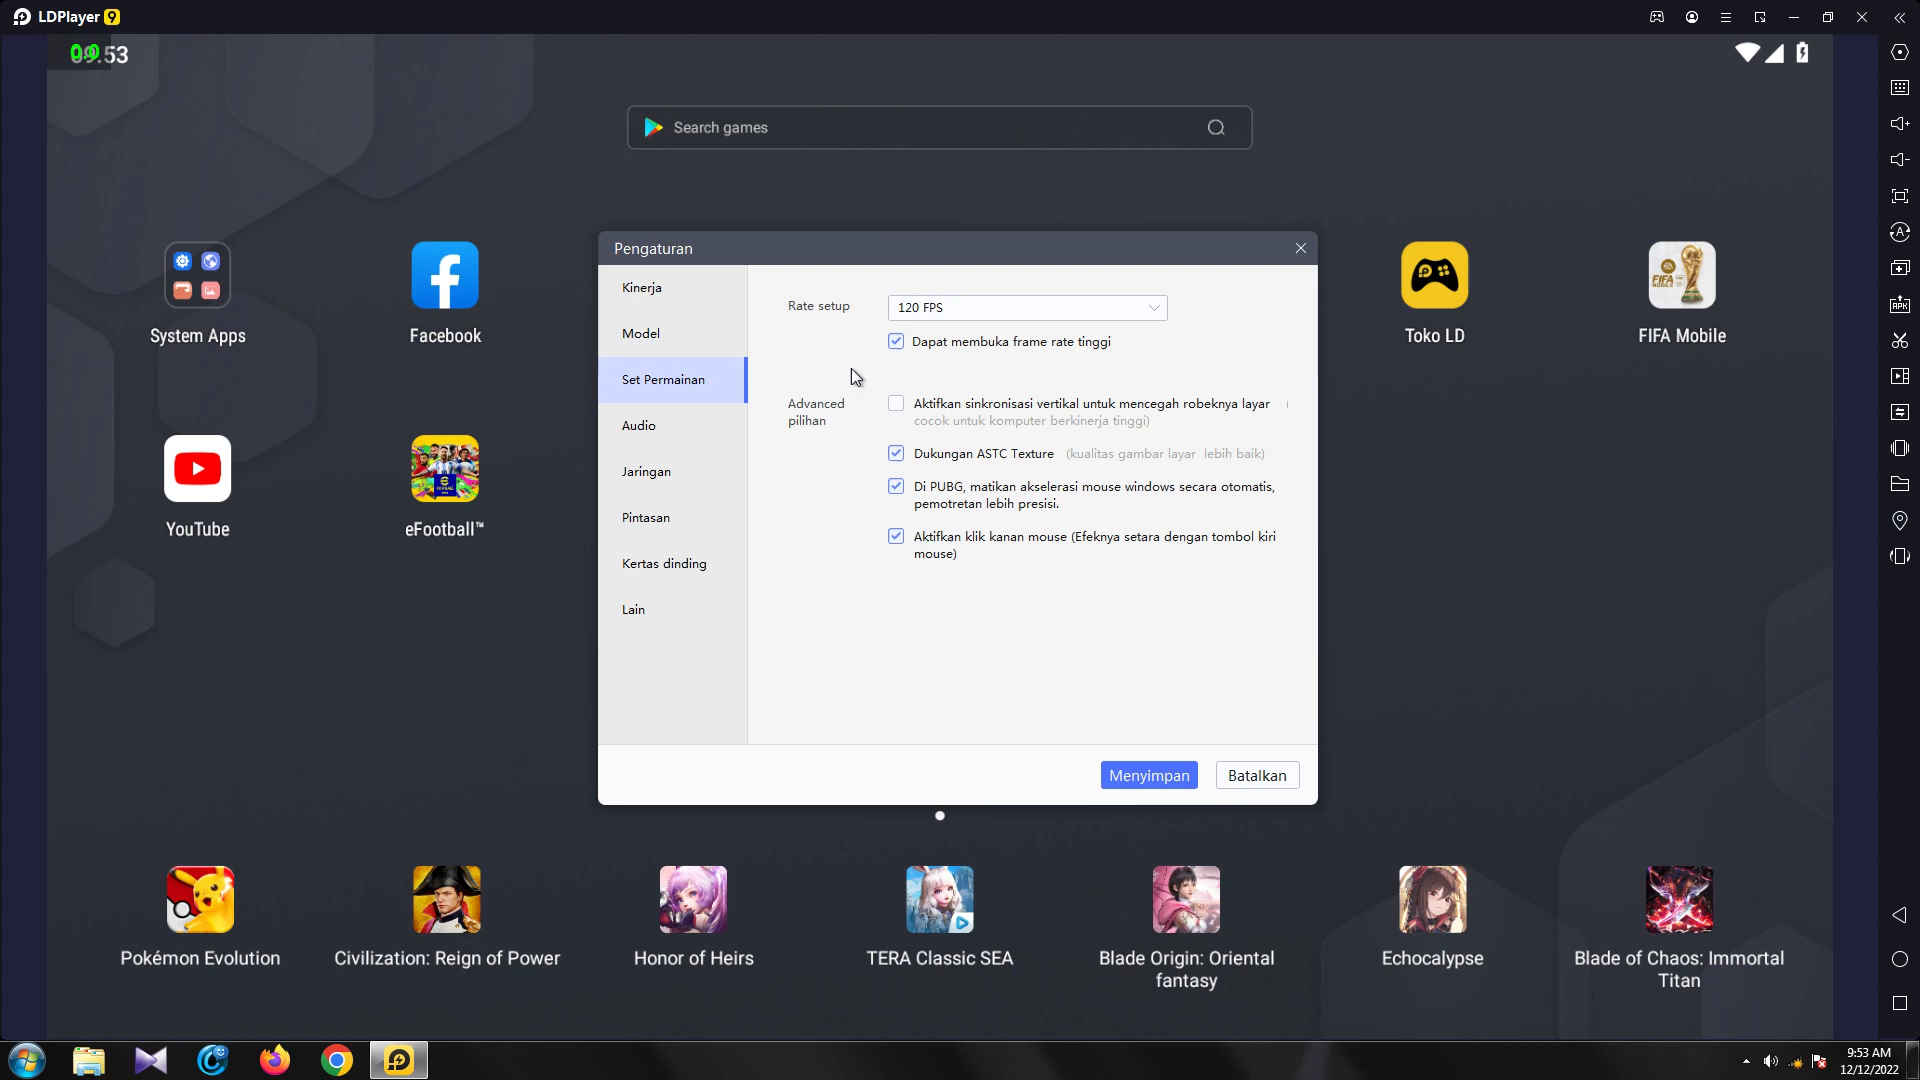 LDPlayer 9
09:53
Search games
System Apps
Facebook
Toko LD
FIFA Mobile
YouTube
eFootball™
Pengaturan
Kinerja
Model
Set Permainan
Audio
Jaringan
Pintasan
Kertas dinding
Lain
Rate setup
120 FPS
Dapat membuka frame rate tinggi
Advanced
pilihan
Aktifkan sinkronisasi vertikal untuk mencegah robeknya layar (
cocok untuk komputer berkinerja tinggi)
Dukungan ASTC Texture (kualitas gambar layar lebih baik)
Di PUBG, matikan akselerasi mouse windows secara otomatis,
pemotretan lebih presisi.
Aktifkan klik kanan mouse (Efeknya setara dengan tombol kiri
mouse)
Menyimpan
Batalkan
Pokémon Evolution
Civilization: Reign of Power
Honor of Heirs
TERA Classic SEA
Blade Origin: Oriental
fantasy
Echocalypse
Blade of Chaos: Immortal
Titan
9:53 AM
12/12/2022